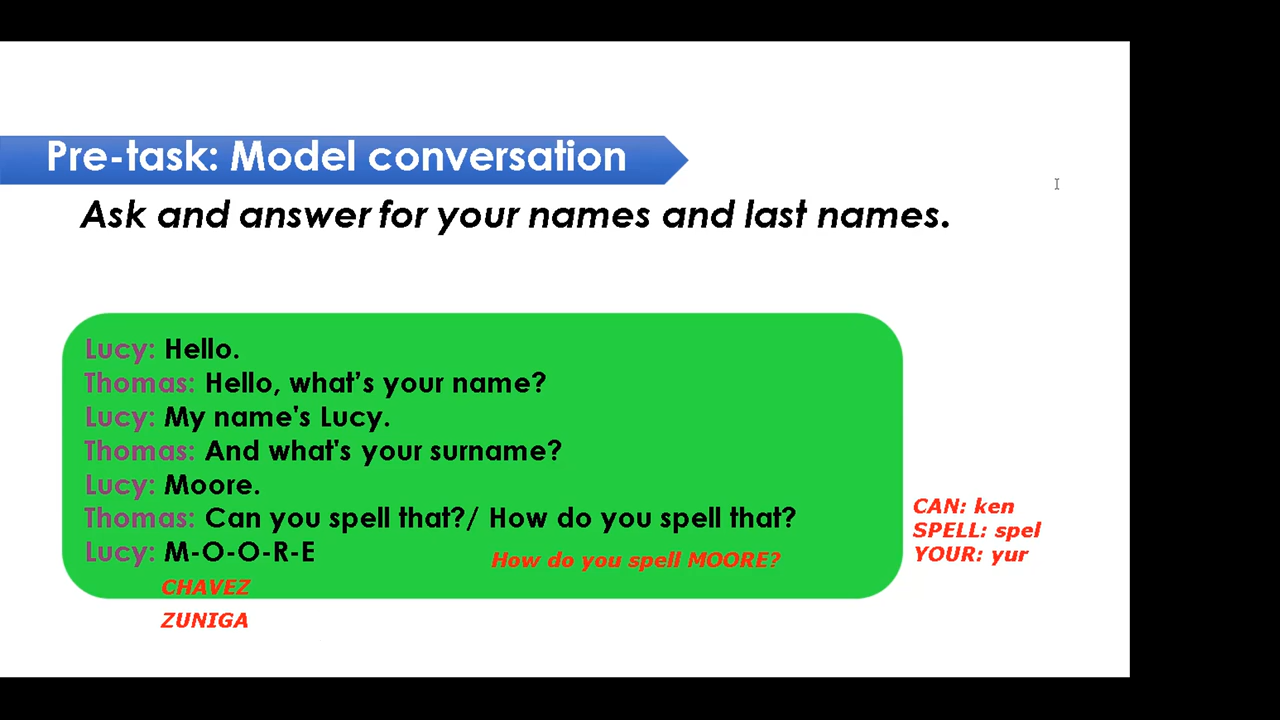 Pre-task: Model conversation
Ask and answer for your names and last names.
Lucy: Hello.
Thomas: Hello, what’s your name?
Lucy: My name's Lucy.
Thomas: And what's your surname?
Lucy: Moore.
Thomas: Can you spell that?/ How do you spell that?
Lucy: M-O-O-R-E
How do you spell MOORE?
CHAVEZ
ZUNIGA
CAN: ken
SPELL: spel
YOUR: yur